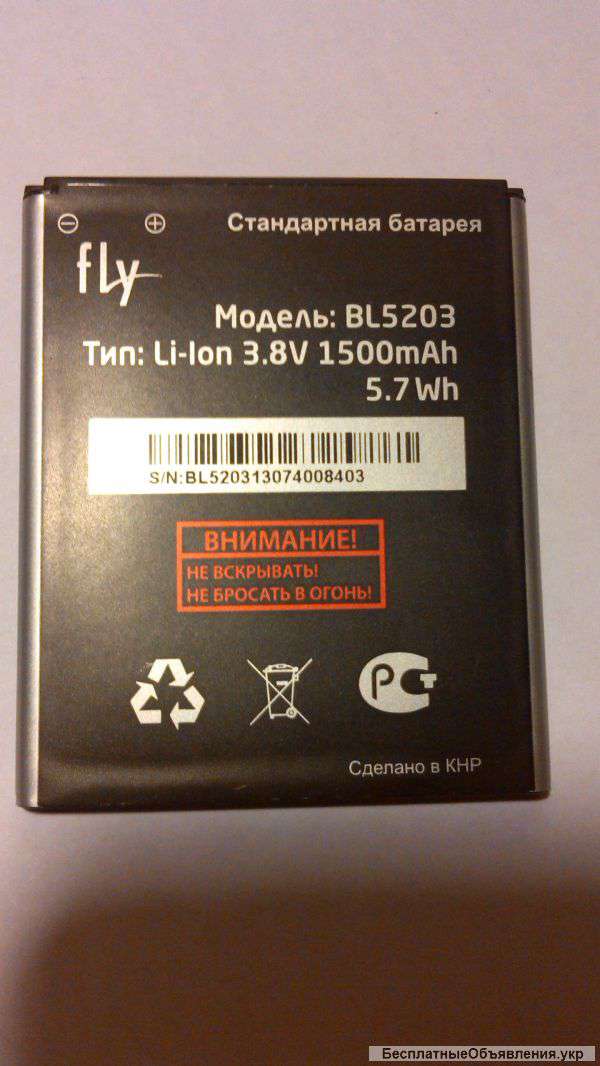 Стандартная батарея
fly
Модель: BL5203
Тип: Li-Ion 3.8V 1500mAh
5.7 Wh
S/N:BL520313074008403
ВНИМАНИЕ!
НЕ ВСКРЫВАТЬ!
НЕ БРОСАТЬ В ОГОНЬ!
РСТ
Сделано в КНР
БесплатныеОбъявления.укр